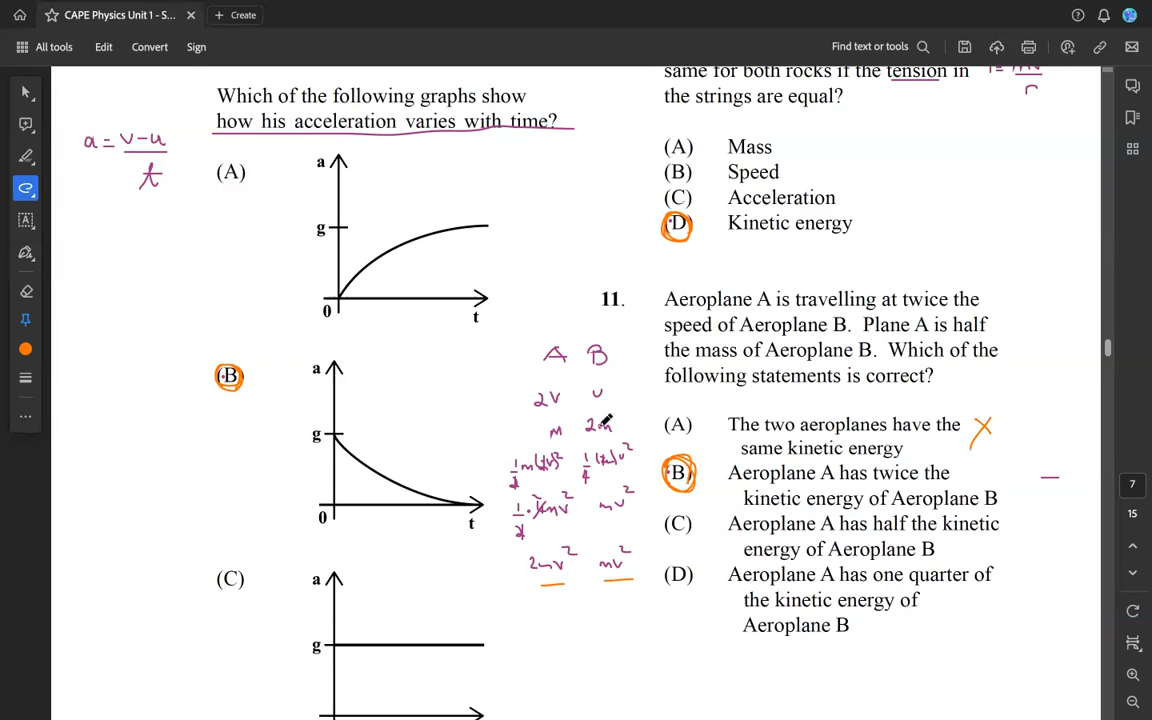 CAPE Physics Unit 1 - S...
Create
All tools
Edit
Convert
Sign
Find text or tools
Which of the following graphs show
how his acceleration varies with time?
a = v-u
t
(A)
a
g
0
t
(B)
a
g
0
t
(C)
a
g
same for both rocks if the tension in
the strings are equal?
r
(A) Mass
(B) Speed
(C) Acceleration
(D) Kinetic energy
11. Aeroplane A is travelling at twice the
speed of Aeroplane B. Plane A is half
the mass of Aeroplane B. Which of the
following statements is correct?
A B
2v v
m 2m
mv²
2mv² mv²
(A) The two aeroplanes have the
same kinetic energy
(B) Aeroplane A has twice the
kinetic energy of Aeroplane B
(C) Aeroplane A has half the kinetic
energy of Aeroplane B
(D) Aeroplane A has one quarter of
the kinetic energy of
Aeroplane B
7
15